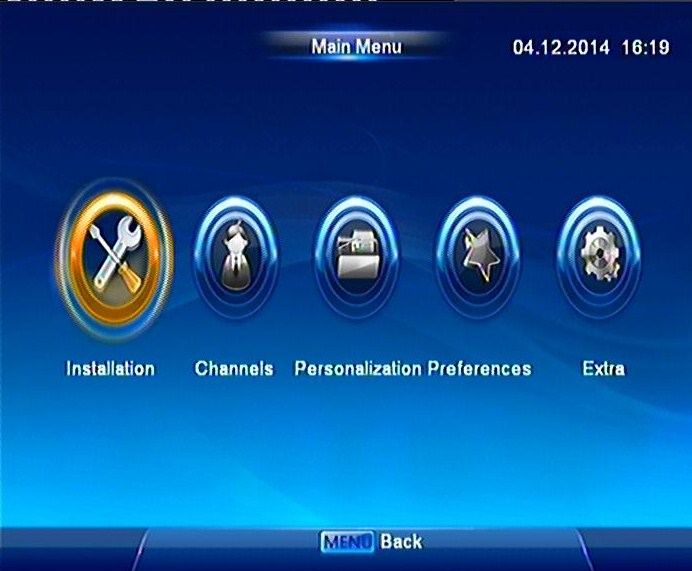 Main Menu
04.12.2014 16:19
Installation
Channels
Personalization
Preferences
Extra
MENU Back